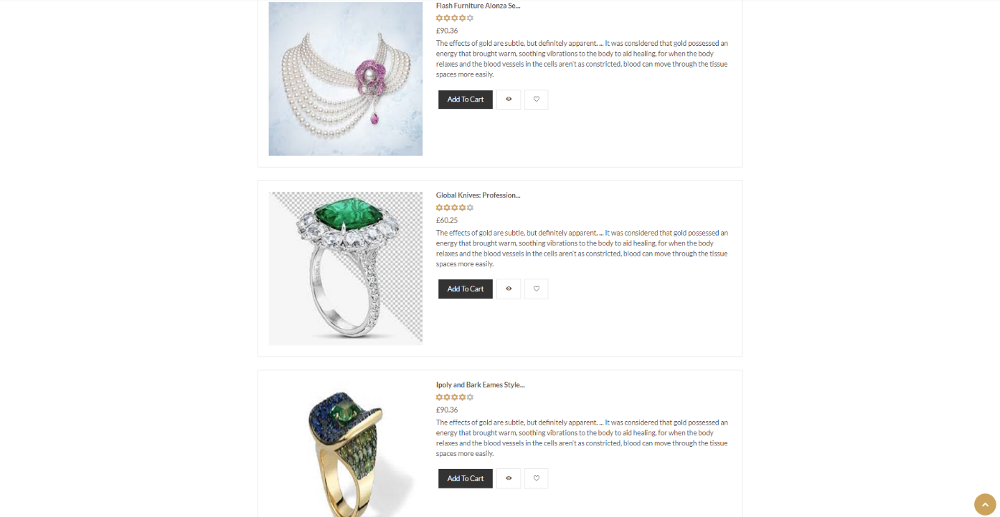 Flash Furniture Alonza Se...
£90.36
The effects of gold are subtle, but definitely apparent. ... It was considered that gold possessed an
energy that brought warm, soothing vibrations to the body to aid healing, for when the body
relaxes and the blood vessels in the cells aren't as constricted, blood can move through the tissue
spaces more easily.
Add To Cart
Global Knives: Profession...
£60.25
The effects of gold are subtle, but definitely apparent. ... It was considered that gold possessed an
energy that brought warm, soothing vibrations to the body to aid healing, for when the body
relaxes and the blood vessels in the cells aren't as constricted, blood can move through the tissue
spaces more easily.
Add To Cart
Ipoly and Bark Eames Style...
£90.36
The effects of gold are subtle, but definitely apparent. ... It was considered that gold possessed an
energy that brought warm, soothing vibrations to the body to aid healing, for when the body
relaxes and the blood vessels in the cells aren't as constricted, blood can move through the tissue
spaces more easily.
Add To Cart